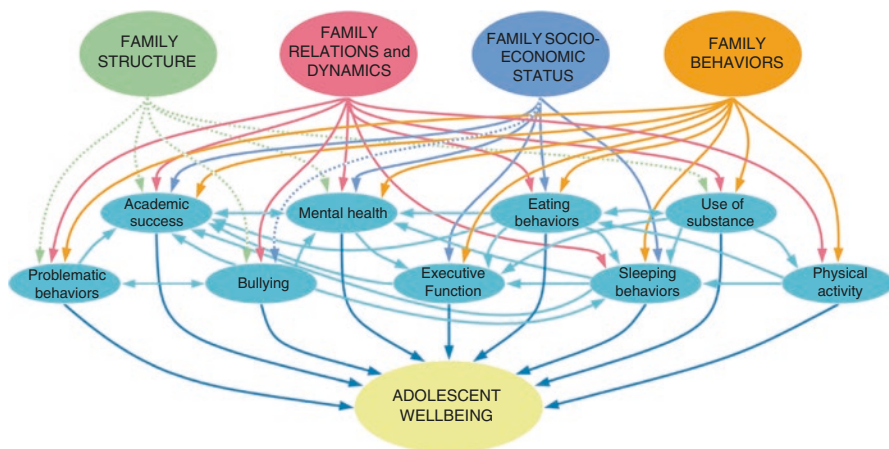 FAMILY
STRUCTURE
FAMILY
RELATIONS and
DYNAMICS
FAMILY SOCIO-
ECONOMIC
STATUS
FAMILY
BEHAVIORS
Academic
success
Mental health
Eating
behaviors
Use of
substance
Problematic
behaviors
Bullying
Executive
Function
Sleeping
behaviors
Physical
activity
ADOLESCENT
WELLBEING